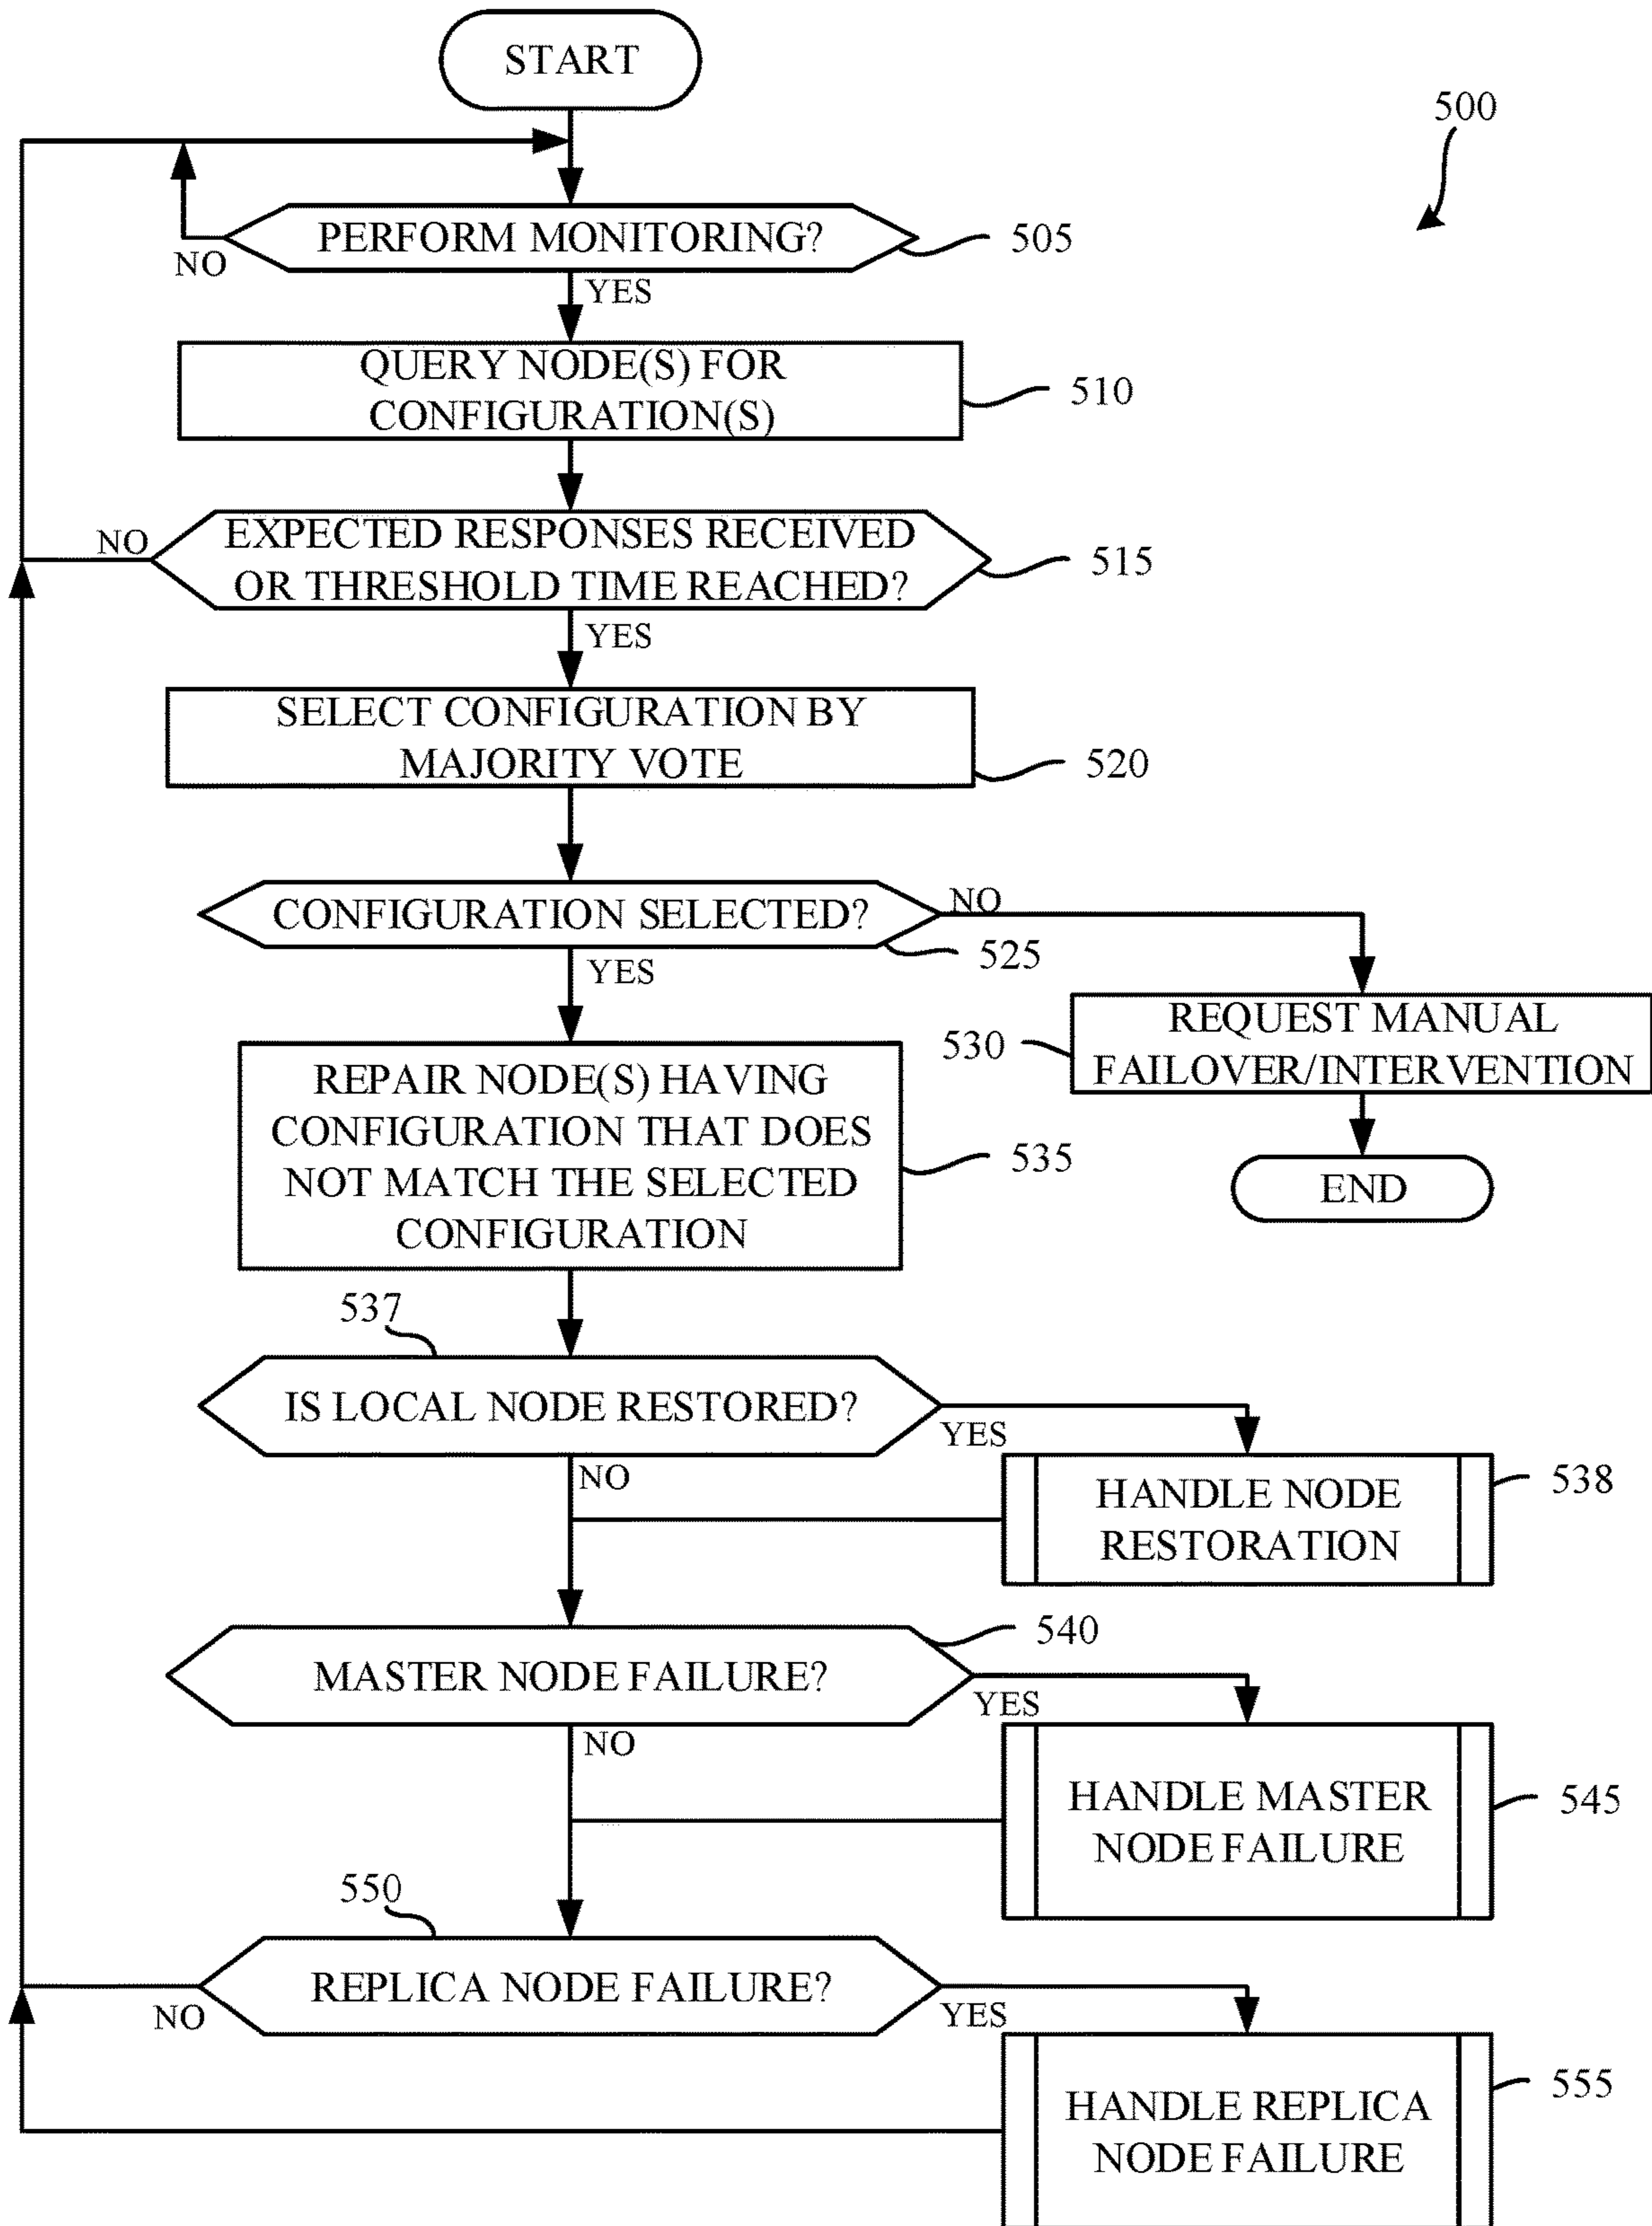 START
500
PERFORM MONITORING?
505
NO
YES
QUERY NODE(S) FOR
CONFIGURATION(S)
510
NO
EXPECTED RESPONSES RECEIVED
OR THRESHOLD TIME REACHED?
515
YES
SELECT CONFIGURATION BY
MAJORITY VOTE
520
CONFIGURATION SELECTED?
NO
525
YES
530
REQUEST MANUAL
FAILOVER/INTERVENTION
REPAIR NODE(S) HAVING
CONFIGURATION THAT DOES
NOT MATCH THE SELECTED
CONFIGURATION
535
END
537
IS LOCAL NODE RESTORED?
YES
NO
HANDLE NODE
RESTORATION
538
540
MASTER NODE FAILURE?
YES
NO
HANDLE MASTER
NODE FAILURE
545
550
REPLICA NODE FAILURE?
NO
YES
HANDLE REPLICA
NODE FAILURE
555